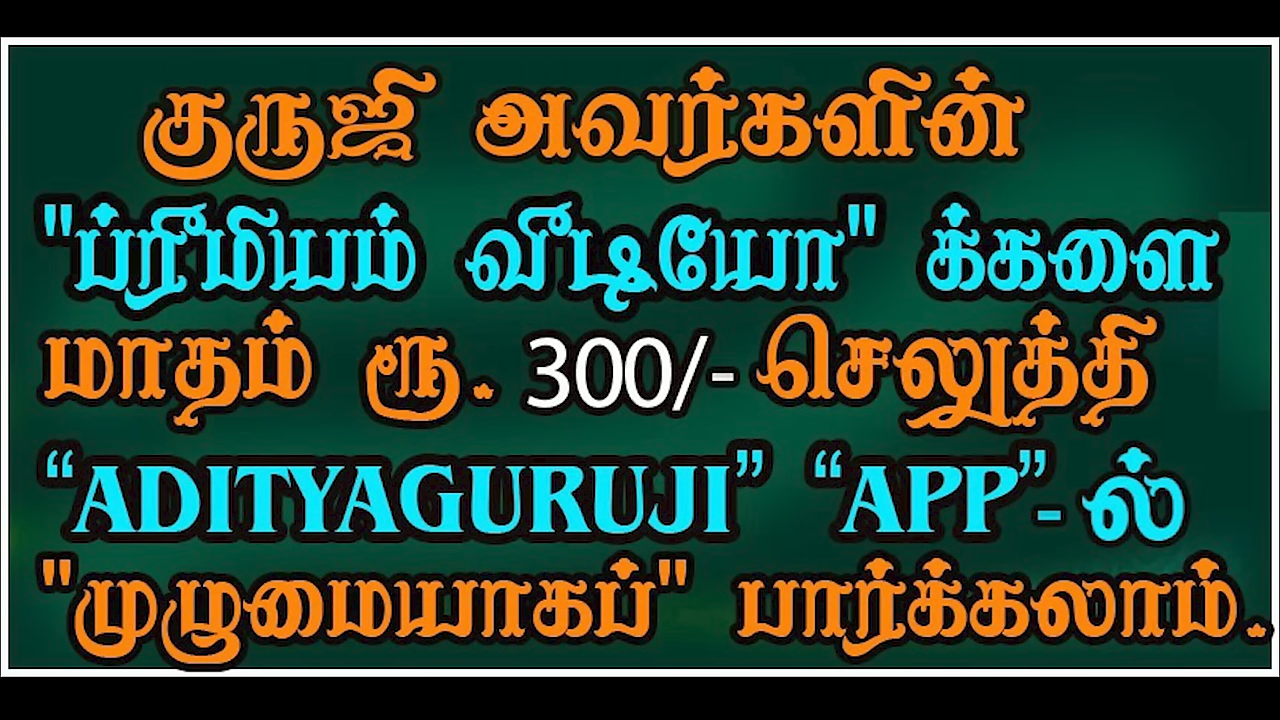 குருஜி அவர்களின்
"ப்ரீமியம் வீடியோ" க்களை
மாதம் ரூ. 300/- செலுத்தி
“ADITYAGURUJI” “APP”- ல்
"முழுமையாகப்" பார்க்கலாம்.